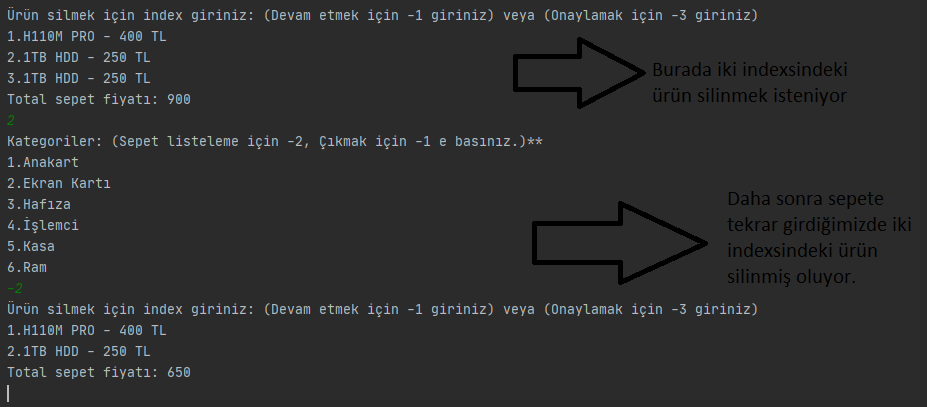 Ürün silmek için index giriniz: (Devam etmek için -1 giriniz) veya (Onaylamak için -3 giriniz)
1.H110M PRO - 400 TL
2.1TB HDD - 250 TL
3.1TB HDD - 250 TL
Total sepet fiyatı: 900
2
Kategoriler: (Sepet listeleme için -2, Çıkmak için -1 e basınız.)**
1.Anakart
2.Ekran Kartı
3.Hafıza
4.İşlemci
5.Kasa
6.Ram
-2
Ürün silmek için index giriniz: (Devam etmek için -1 giriniz) veya (Onaylamak için -3 giriniz)
1.H110M PRO - 400 TL
2.1TB HDD - 250 TL
Total sepet fiyatı: 650
Burada iki indexsindeki
ürün silinmek isteniyor
Daha sonra sepete
tekrar girdiğimizde iki
indexsindeki ürün
silinmiş oluyor.